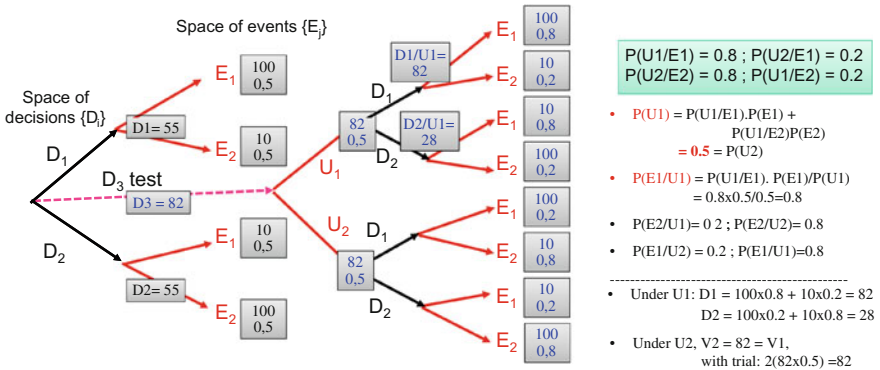 Space of events {Ej}
Space of
decisions {Di}
D1
D3 test
D3 = 82
D2
E1
100
0,5
D1= 55
E2
10
0,5
E1
10
0,5
D2= 55
E2
100
0,5
U1
U2
82
0,5
D1
D2
D1/U1=
82
D2/U1=
28
E1
100
0,8
E2
10
0,2
E1
10
0,8
E2
100
0,2
82
0,5
D1
D2
E1
100
0,2
E2
10
0,8
E1
10
0,2
E2
100
0,8
P(U1/E1) = 0.8 ; P(U2/E1) = 0.2
P(U2/E2) = 0.8 ; P(U1/E2) = 0.2
• P(U1) = P(U1/E1).P(E1) +
P(U1/E2)P(E2)
= 0.5 = P(U2)
• P(E1/U1) = P(U1/E1). P(E1)/P(U1)
= 0.8x0.5/0.5=0.8
• P(E2/U1)= 0 2 ; P(E2/U2)= 0.8
• P(E1/U2) = 0.2 ; P(E1/U1)=0.8
--------------------------------------------
• Under U1: D1 = 100x0.8 + 10x0.2 = 82
D2 = 100x0.2 + 10x0.8 = 28
• Under U2, V2 = 82 = V1,
with trial: 2(82x0.5) =82